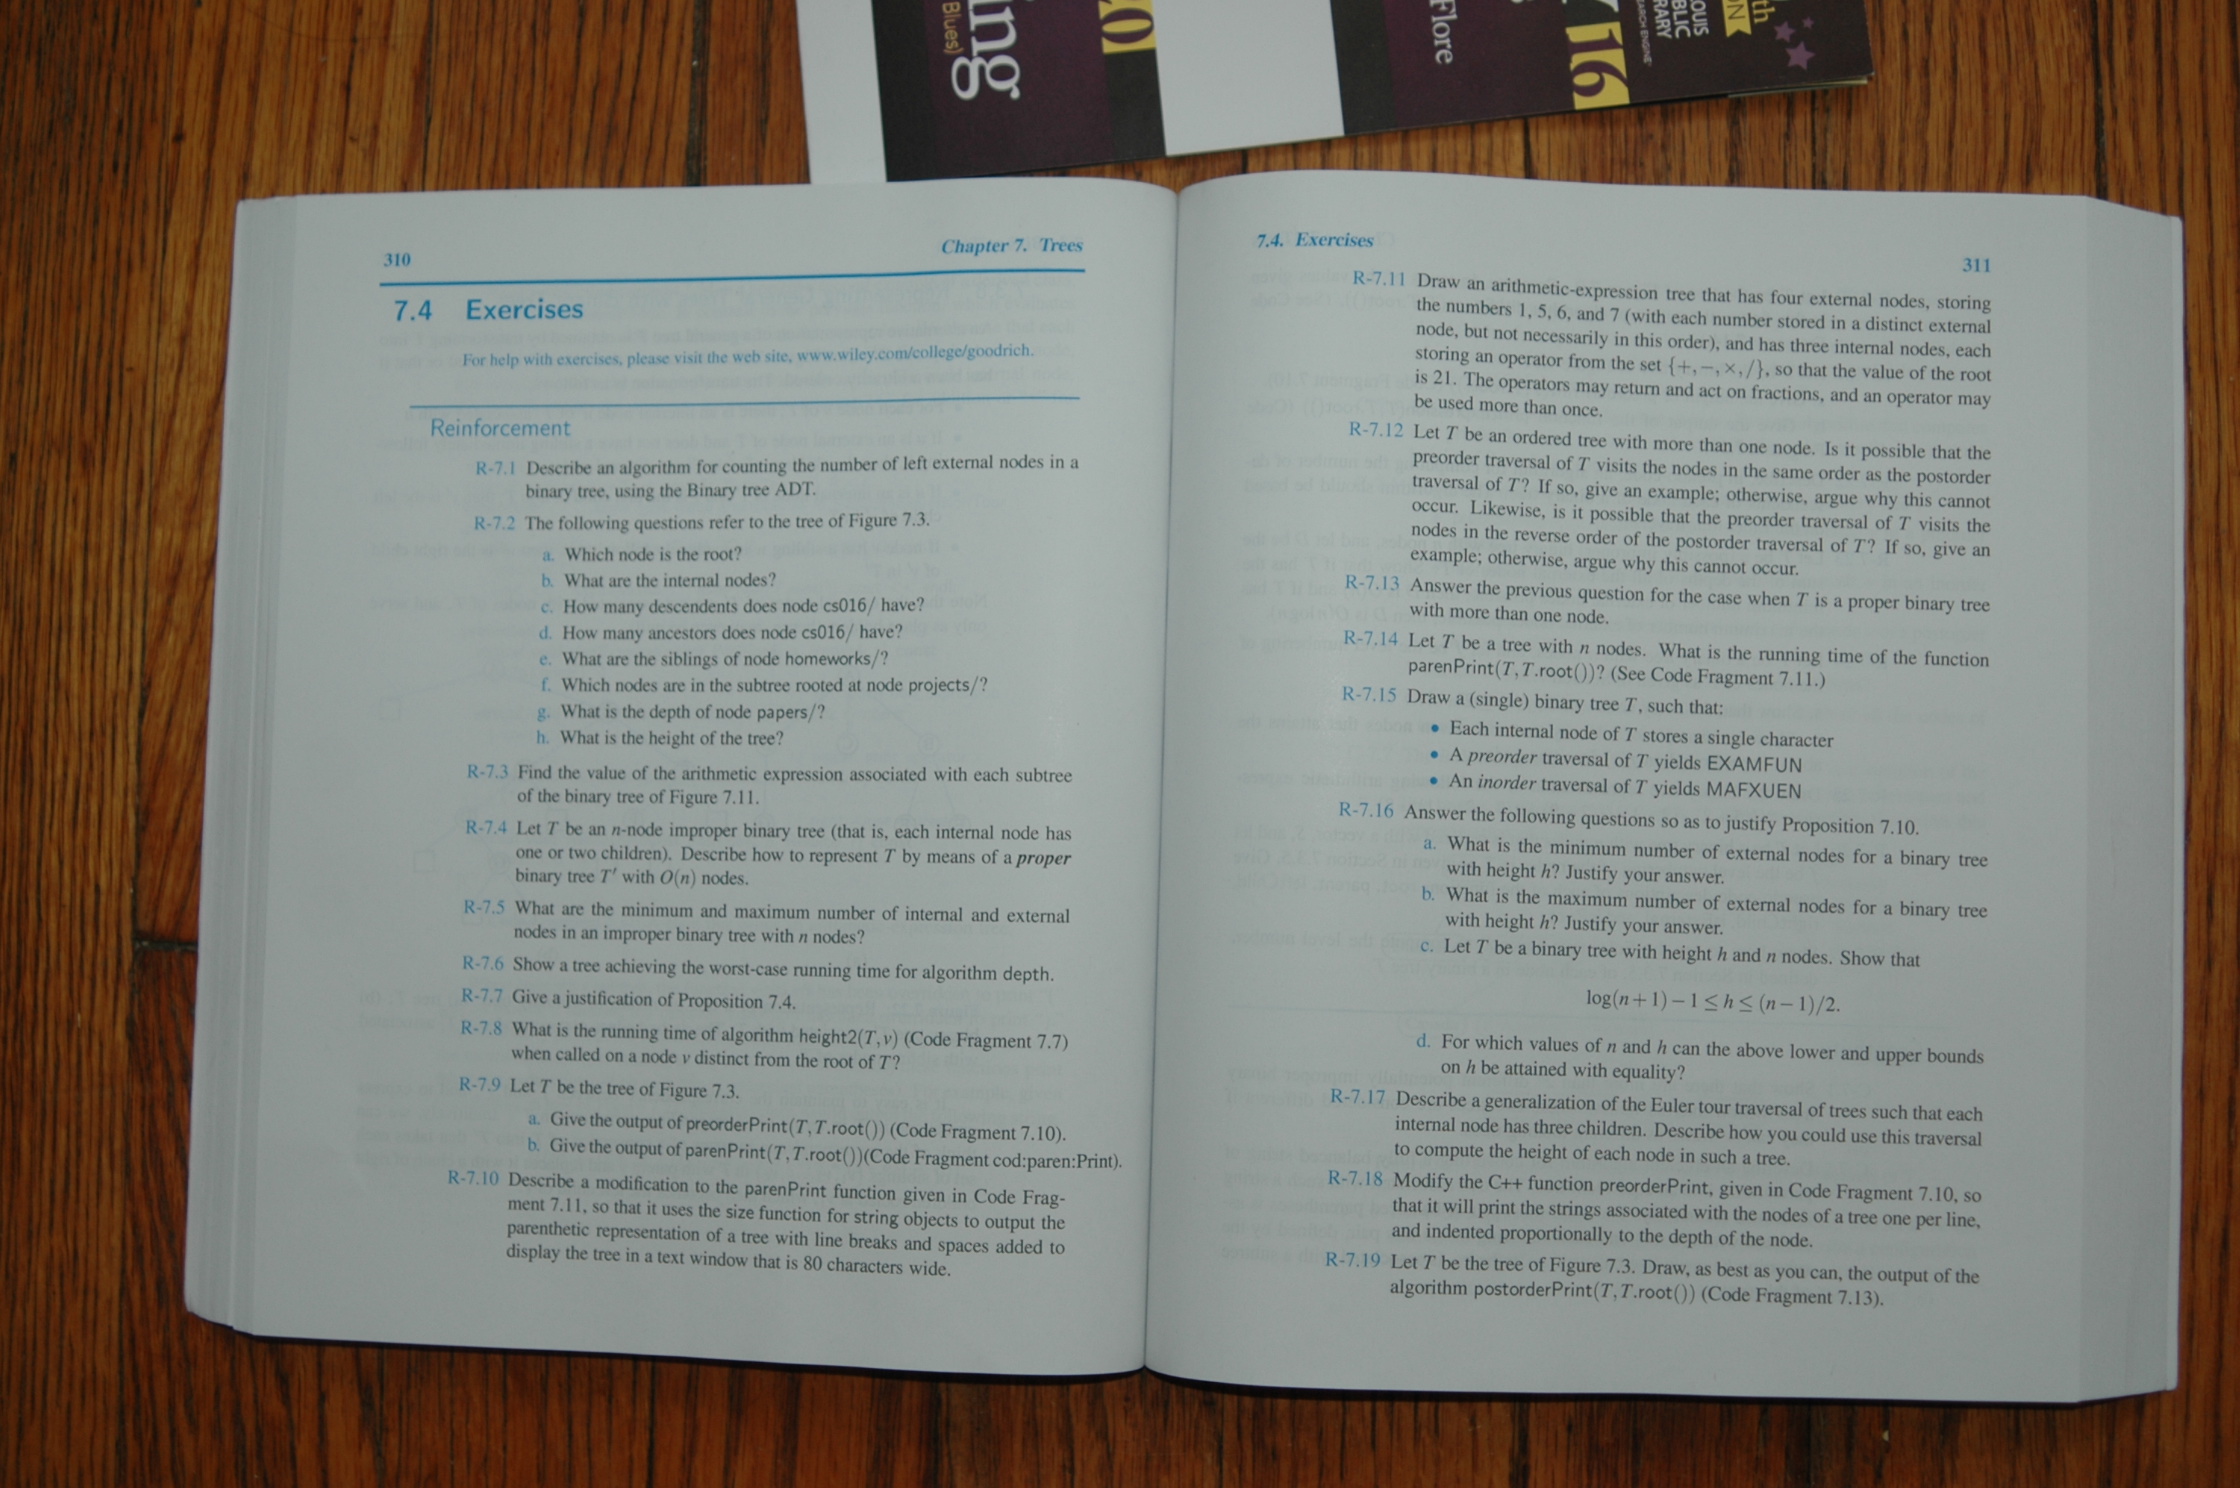 310
Chapter 7. Trees
7.4 Exercises
For help with exercises, please visit the web site, www.wiley.com/college/goodrich.
Reinforcement
R-7.1 Describe an algorithm for counting the number of left external nodes in a
binary tree, using the Binary tree ADT.
R-7.2 The following questions refer to the tree of Figure 7.3.
a. Which node is the root?
b. What are the internal nodes?
c. How many descendents does node cs016/ have?
d. How many ancestors does node cs016/ have?
e. What are the siblings of node homeworks/?
f. Which nodes are in the subtree rooted at node projects/?
g. What is the depth of node papers/?
h. What is the height of the tree?
R-7.3 Find the value of the arithmetic expression associated with each subtree
of the binary tree of Figure 7.11.
R-7.4 Let T be an n-node improper binary tree (that is, each internal node has
one or two children). Describe how to represent T by means of a proper
binary tree T′ with O(n) nodes.
R-7.5 What are the minimum and maximum number of internal and external
nodes in an improper binary tree with n nodes?
R-7.6 Show a tree achieving the worst-case running time for algorithm depth.
R-7.7 Give a justification of Proposition 7.4.
R-7.8 What is the running time of algorithm height2(T,v) (Code Fragment 7.7)
when called on a node v distinct from the root of T?
R-7.9 Let T be the tree of Figure 7.3.
a. Give the output of preorderPrint(T,T.root()) (Code Fragment 7.10).
b. Give the output of parenPrint(T,T.root())(Code Fragment cod:paren:Print).
R-7.10 Describe a modification to the parenPrint function given in Code Frag-
ment 7.11, so that it uses the size function for string objects to output the
parenthetic representation of a tree with line breaks and spaces added to
display the tree in a text window that is 80 characters wide.
7.4. Exercises
311
R-7.11 Draw an arithmetic-expression tree that has four external nodes, storing
the numbers 1, 5, 6, and 7 (with each number stored in a distinct external
node, but not necessarily in this order), and has three internal nodes, each
storing an operator from the set {+,−,×,/}, so that the value of the root
is 21. The operators may return and act on fractions, and an operator may
be used more than once.
R-7.12 Let T be an ordered tree with more than one node. Is it possible that the
preorder traversal of T visits the nodes in the same order as the postorder
traversal of T? If so, give an example; otherwise, argue why this cannot
occur. Likewise, is it possible that the preorder traversal of T visits the
nodes in the reverse order of the postorder traversal of T? If so, give an
example; otherwise, argue why this cannot occur.
R-7.13 Answer the previous question for the case when T is a proper binary tree
with more than one node.
R-7.14 Let T be a tree with n nodes. What is the running time of the function
parenPrint(T,T.root())? (See Code Fragment 7.11.)
R-7.15 Draw a (single) binary tree T, such that:
• Each internal node of T stores a single character
• A preorder traversal of T yields EXAMFUN
• An inorder traversal of T yields MAFXUEN
R-7.16 Answer the following questions so as to justify Proposition 7.10.
a. What is the minimum number of external nodes for a binary tree
with height h? Justify your answer.
b. What is the maximum number of external nodes for a binary tree
with height h? Justify your answer.
c. Let T be a binary tree with height h and n nodes. Show that
log(n+1) − 1 ≤ h ≤ (n − 1)/2.
d. For which values of n and h can the above lower and upper bounds
on h be attained with equality?
R-7.17 Describe a generalization of the Euler tour traversal of trees such that each
internal node has three children. Describe how you could use this traversal
to compute the height of each node in such a tree.
R-7.18 Modify the C++ function preorderPrint, given in Code Fragment 7.10, so
that it will print the strings associated with the nodes of a tree one per line,
and indented proportionally to the depth of the node.
R-7.19 Let T be the tree of Figure 7.3. Draw, as best as you can, the output of the
algorithm postorderPrint(T,T.root()) (Code Fragment 7.13).
th
ON
LOUIS
BLIC
RARY
EARCH ENGINE
16
Flore
20
ing
Blues)